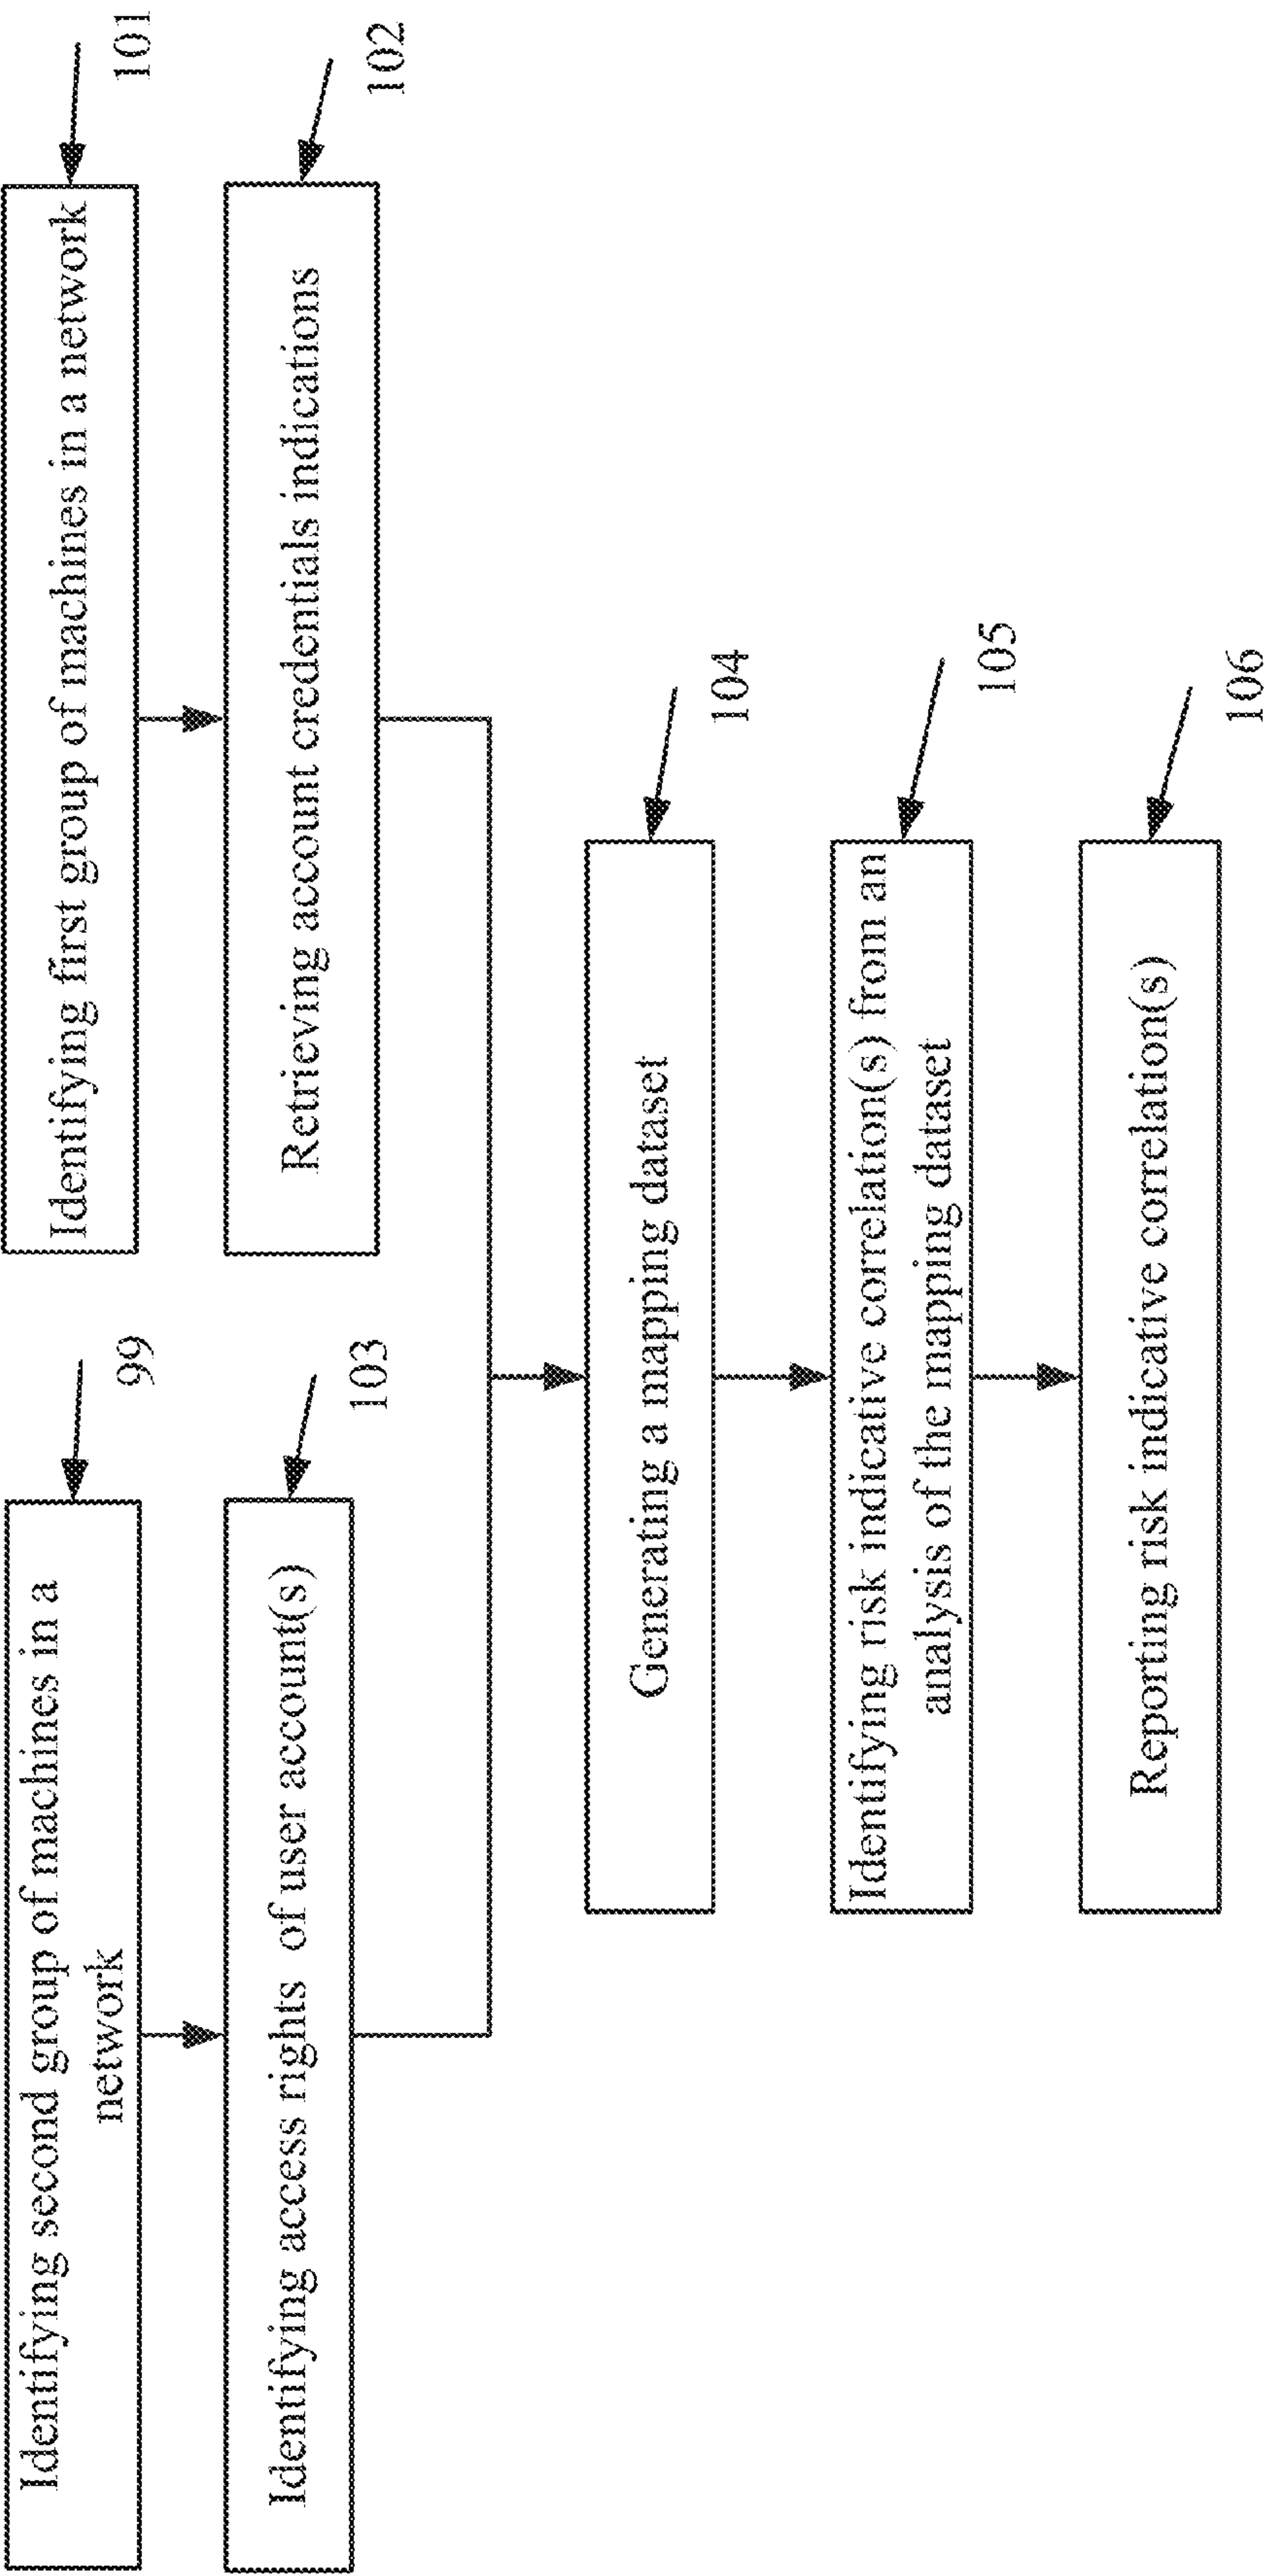 Identifying second group of machines in a
network
99
Identifying first group of machines in a network
101
Identifying access rights of user account(s)
103
Retrieving account credentials indications
102
Generating a mapping dataset
104
Identifying risk indicative correlation(s) from an
analysis of the mapping dataset
105
Reporting risk indicative correlation(s)
106